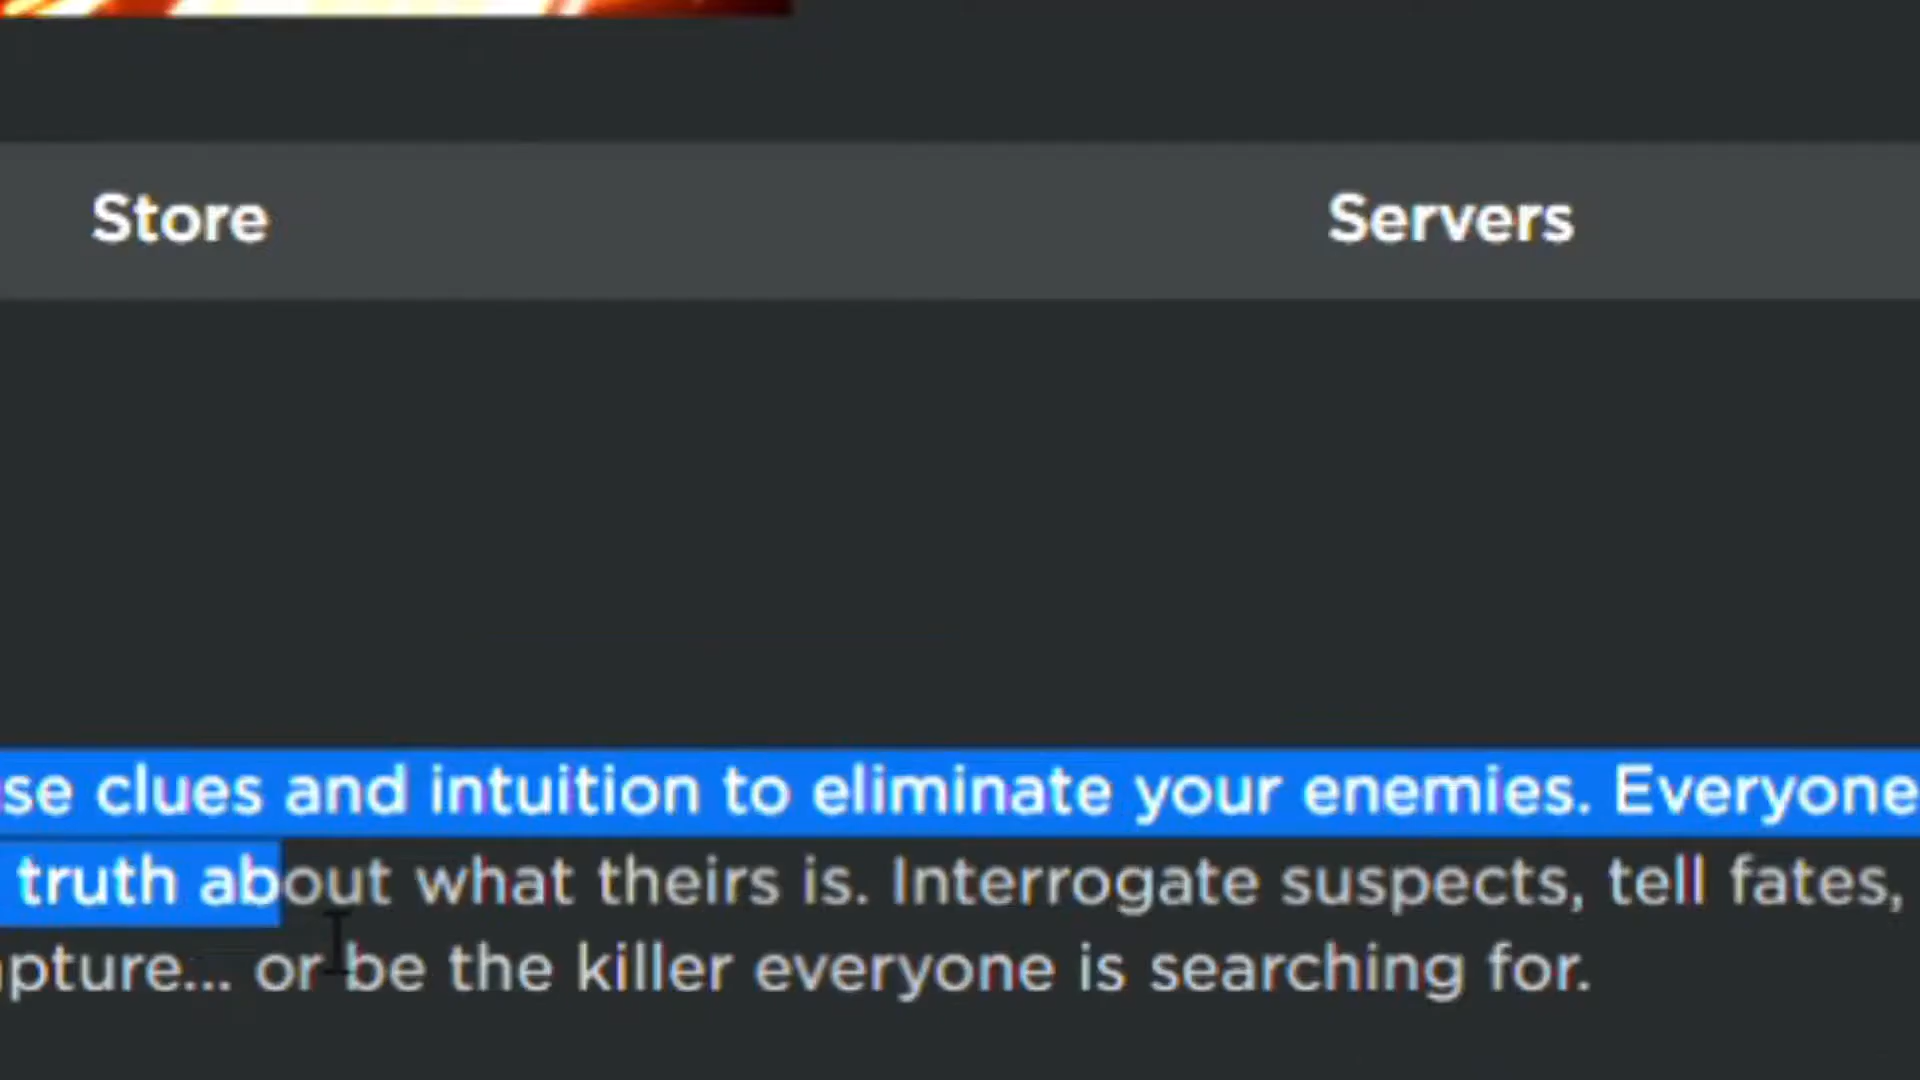 Store
Servers
se clues and intuition to eliminate your enemies. Everyone
truth about what theirs is. Interrogate suspects, tell fates,
pture... or be the killer everyone is searching for.